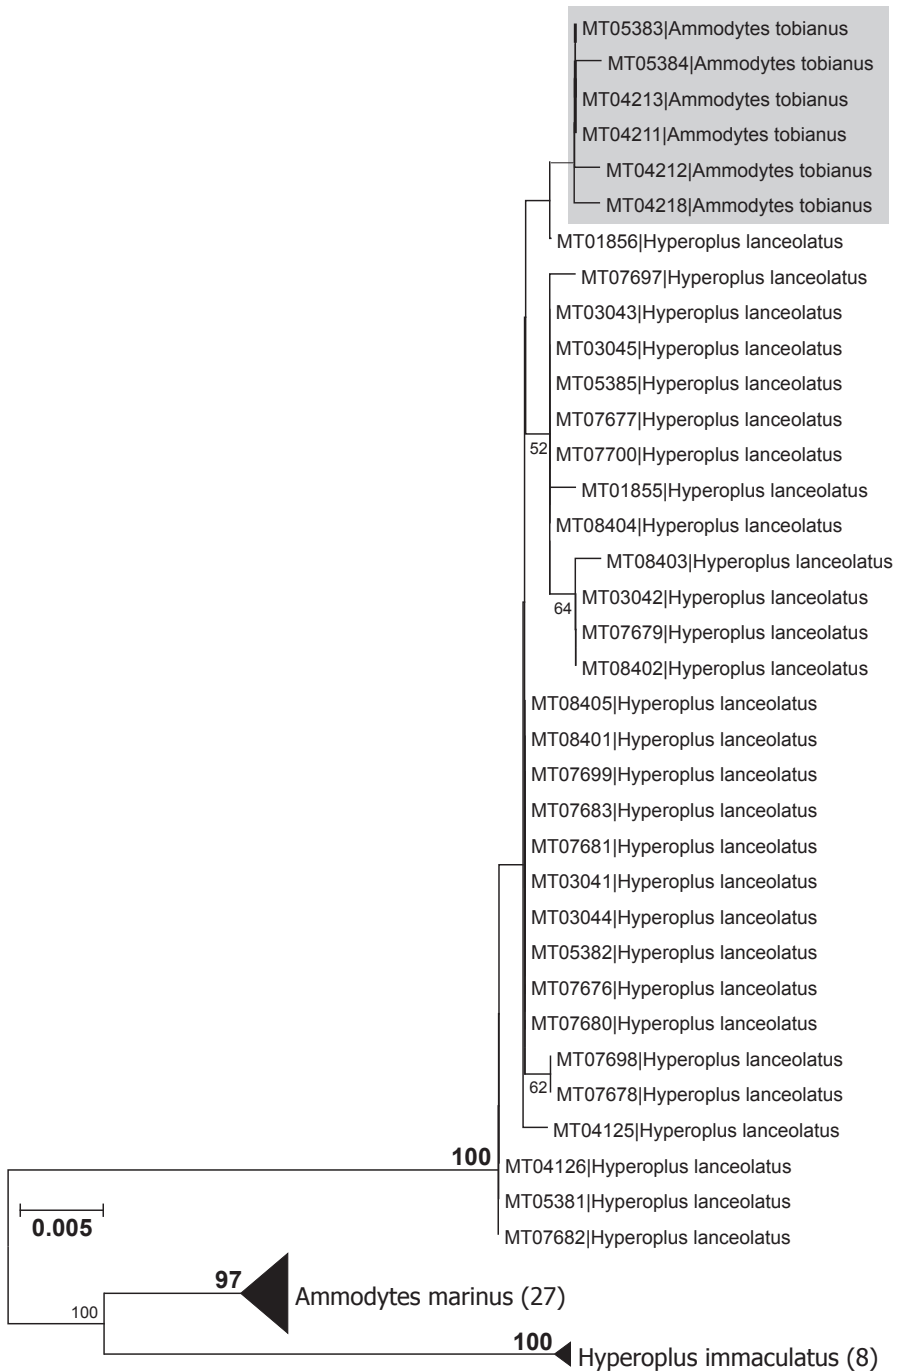 MT05383|Ammodytes tobianus
MT05384|Ammodytes tobianus
MT04213|Ammodytes tobianus
MT04211|Ammodytes tobianus
MT04212|Ammodytes tobianus
MT04218|Ammodytes tobianus
MT01856|Hyperoplus lanceolatus
MT07697|Hyperoplus lanceolatus
MT03043|Hyperoplus lanceolatus
MT03045|Hyperoplus lanceolatus
MT05385|Hyperoplus lanceolatus
MT07677|Hyperoplus lanceolatus
52
MT07700|Hyperoplus lanceolatus
MT01855|Hyperoplus lanceolatus
MT08404|Hyperoplus lanceolatus
MT08403|Hyperoplus lanceolatus
64
MT03042|Hyperoplus lanceolatus
MT07679|Hyperoplus lanceolatus
MT08402|Hyperoplus lanceolatus
MT08405|Hyperoplus lanceolatus
MT08401|Hyperoplus lanceolatus
MT07699|Hyperoplus lanceolatus
MT07683|Hyperoplus lanceolatus
MT07681|Hyperoplus lanceolatus
MT03041|Hyperoplus lanceolatus
MT03044|Hyperoplus lanceolatus
MT05382|Hyperoplus lanceolatus
MT07676|Hyperoplus lanceolatus
MT07680|Hyperoplus lanceolatus
MT07698|Hyperoplus lanceolatus
62
MT07678|Hyperoplus lanceolatus
MT04125|Hyperoplus lanceolatus
100
MT04126|Hyperoplus lanceolatus
MT05381|Hyperoplus lanceolatus
0.005
MT07682|Hyperoplus lanceolatus
97
Ammodytes marinus (27)
100
100
Hyperoplus immaculatus (8)